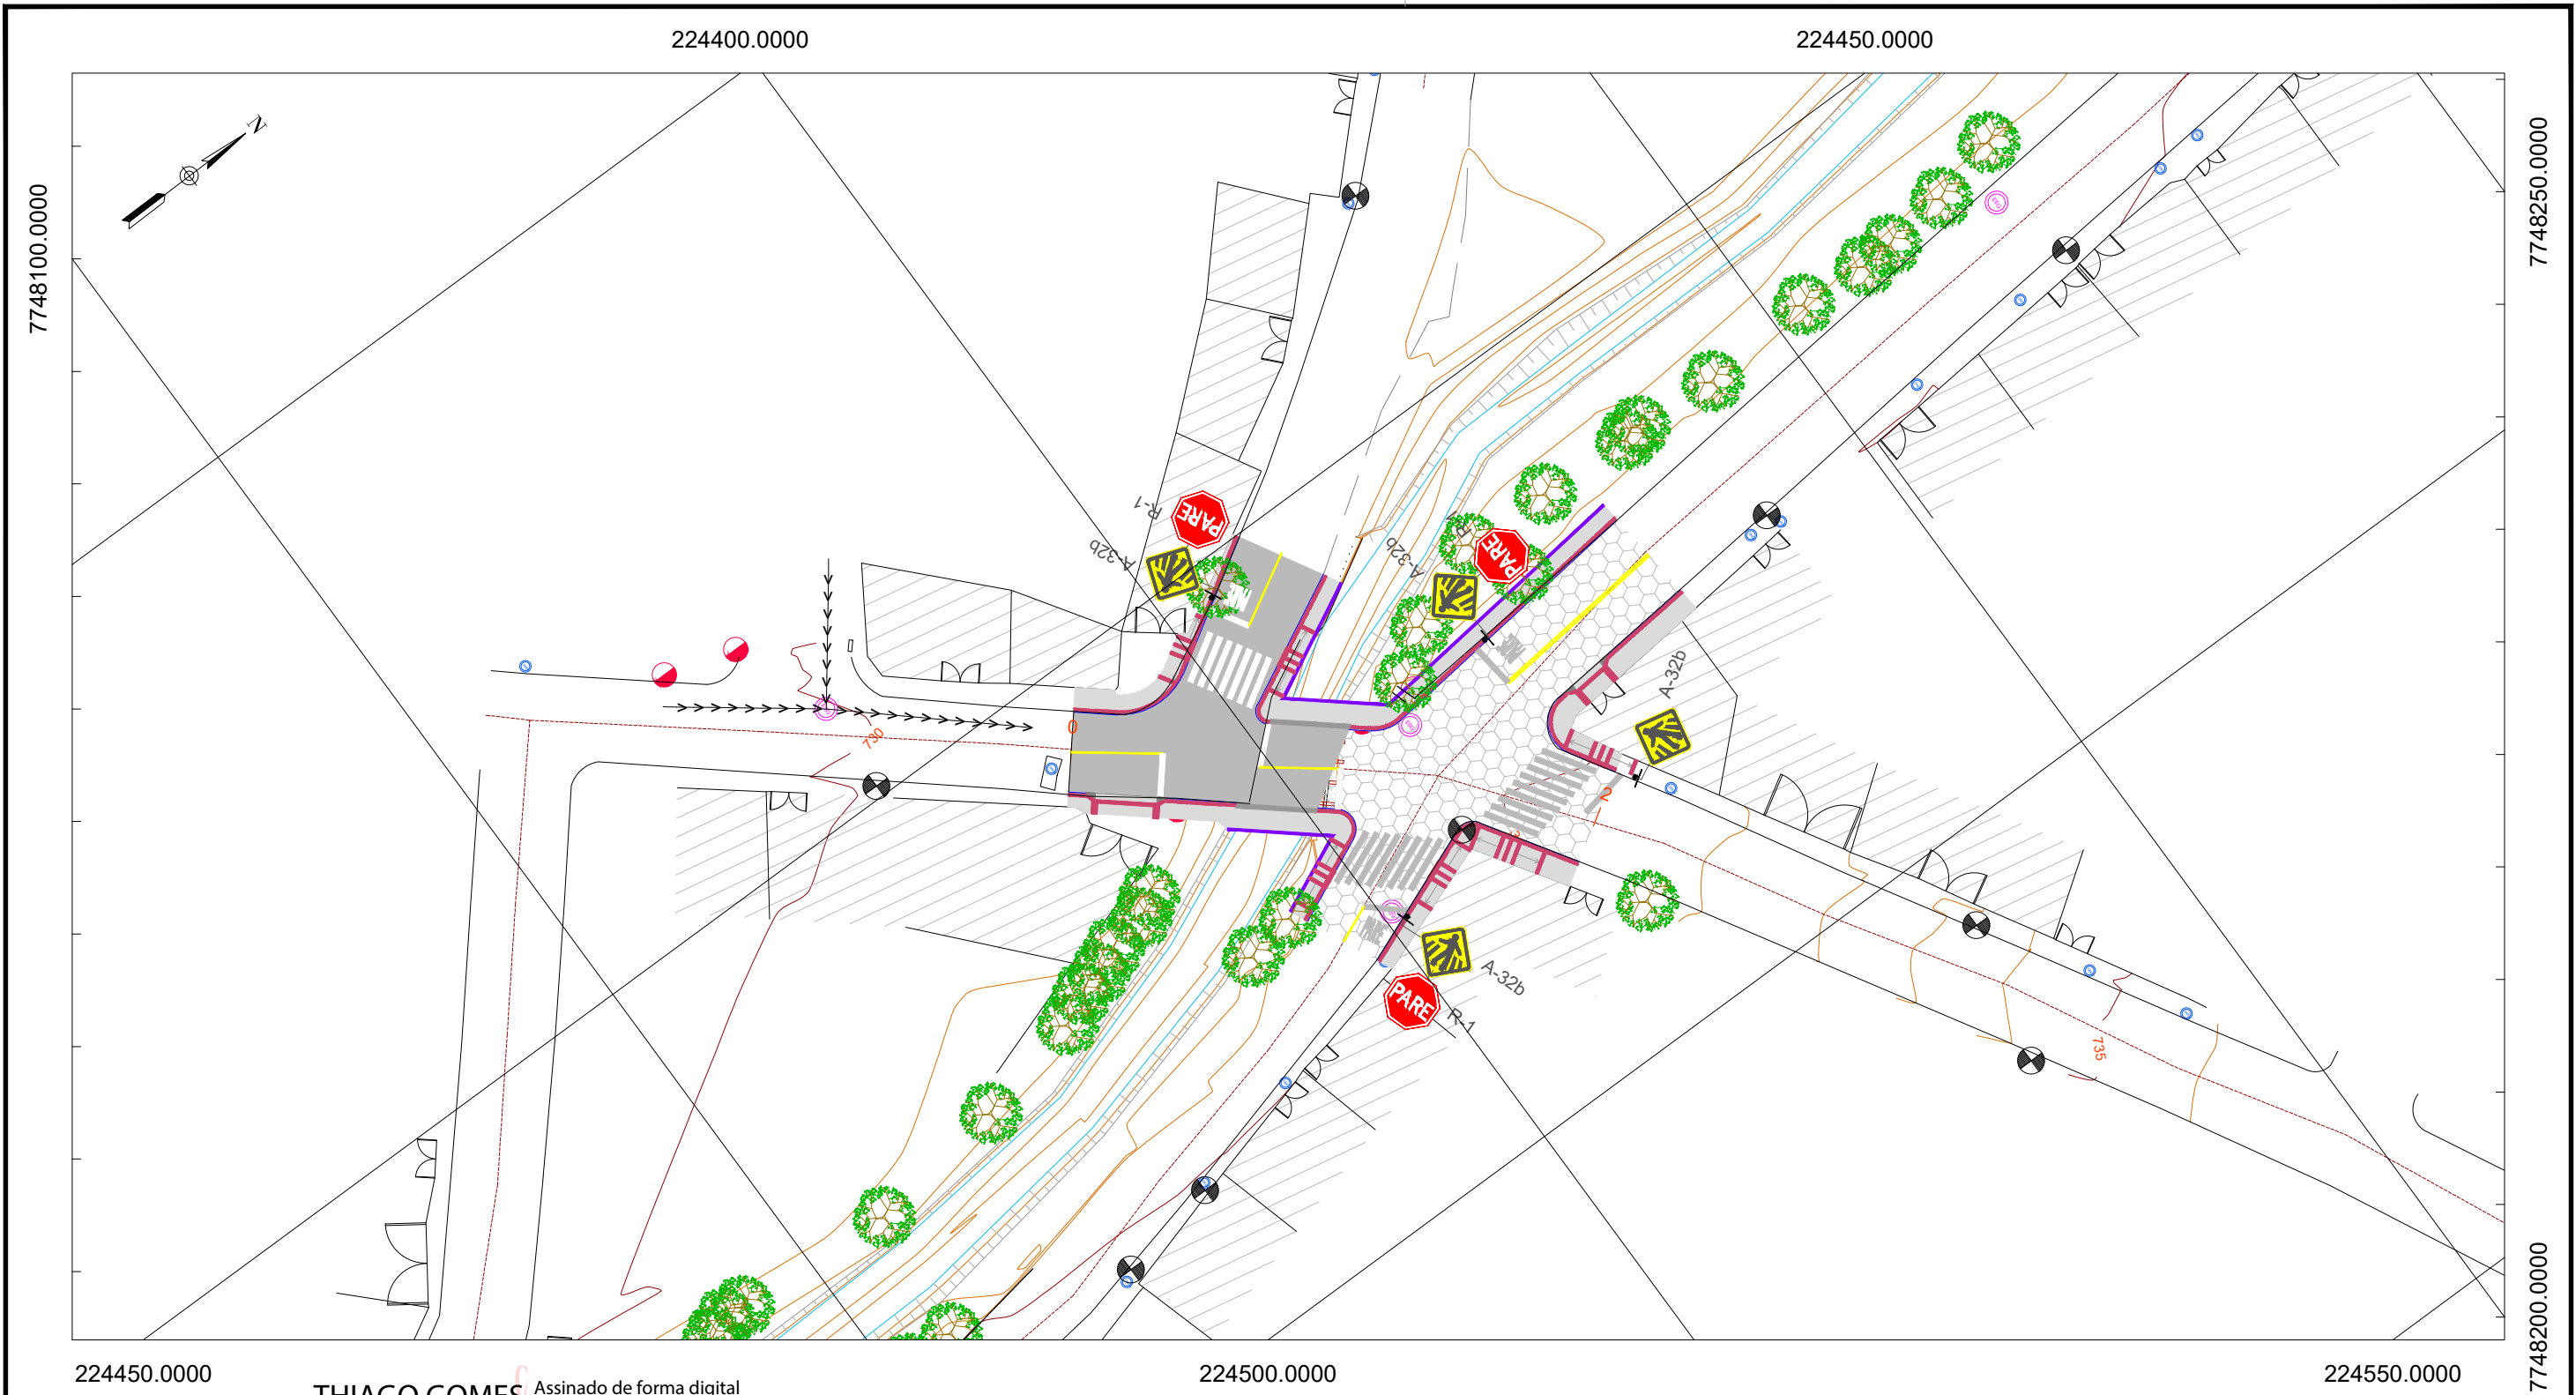 224400.0000
224450.0000
7748100.0000
7748250.0000
N
R-1
PARE
A-32b
R-1
PARE
A-32b
A-32b
0
730
2
A-32b
PARE
R-1
735
7748200.0000
224450.0000
224500.0000
224550.0000
THIAGO GOMES
Assinado de forma digital